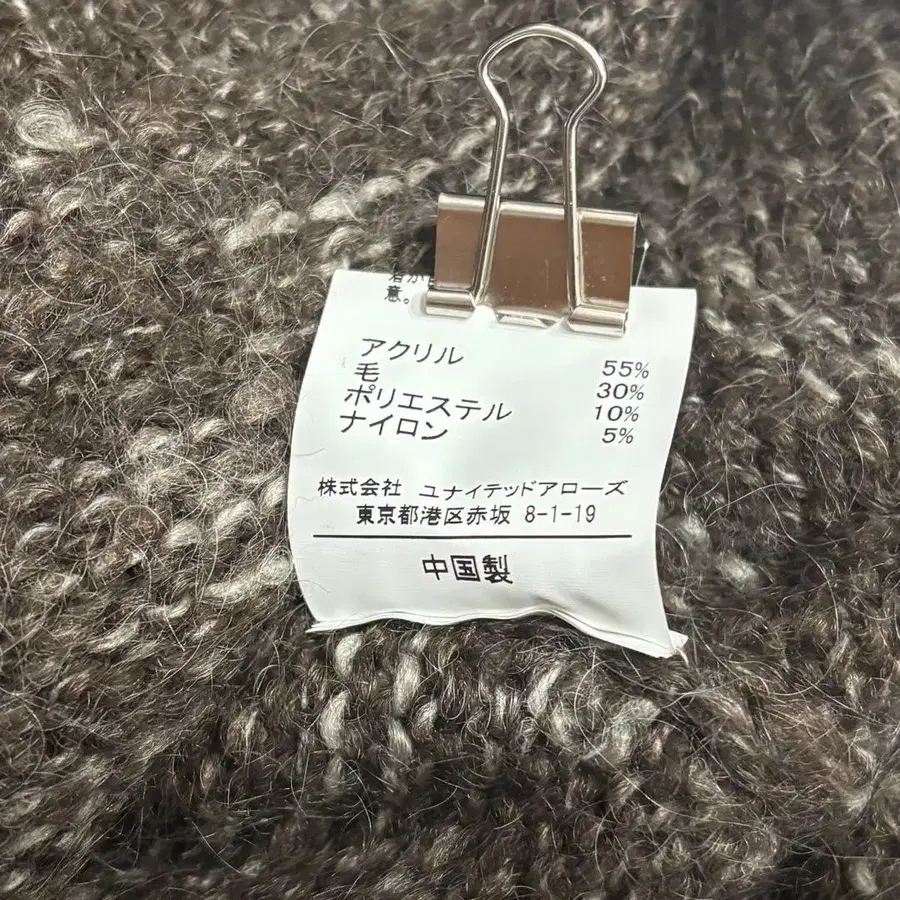 意。
アクリル 55%
毛 30%
ポリエステル 10%
ナイロン 5%
株式会社 ユナイテッドアローズ
東京都港区赤坂 8-1-19
中国製